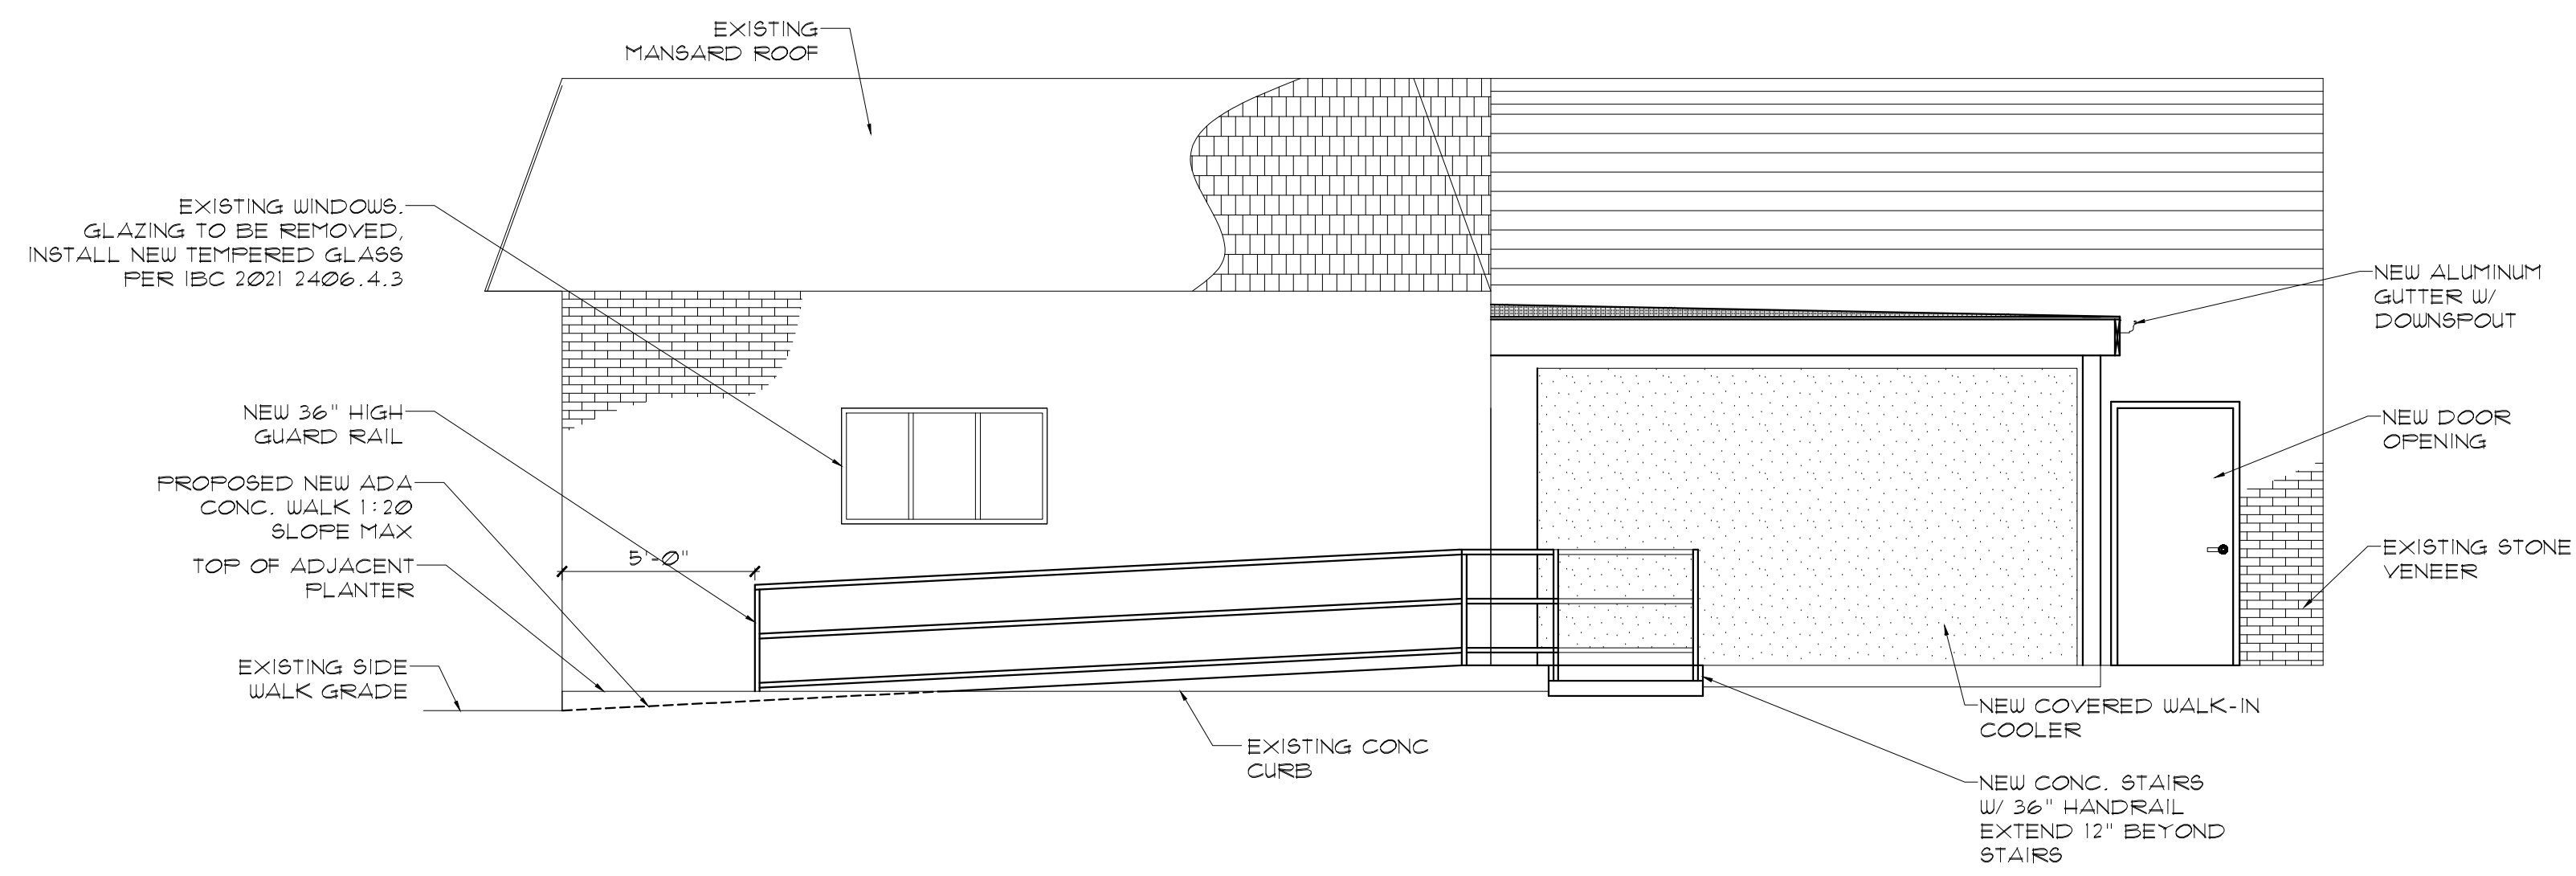 EXISTING
MANSARD ROOF
EXISTING WINDOWS.
GLAZING TO BE REMOVED,
INSTALL NEW TEMPERED GLASS
PER IBC 2021 2406.4.3
NEW 36" HIGH
GUARD RAIL
PROPOSED NEW ADA
CONC. WALK 1:20
SLOPE MAX
5'-0"
TOP OF ADJACENT
PLANTER
EXISTING SIDE
WALK GRADE
EXISTING CONC
CURB
NEW ALUMINUM
GUTTER W/
DOWNSPOUT
NEW DOOR
OPENING
EXISTING STONE
VENEER
NEW COVERED WALK-IN
COOLER
NEW CONC. STAIRS
W/ 36" HANDRAIL
EXTEND 12" BEYOND
STAIRS